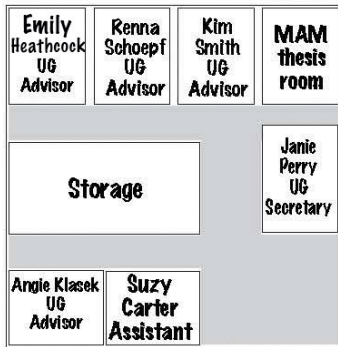 Emily
Heathcock
UG
Advisor
Renna
Schoepf
UG
Advisor
Kim
Smith
UG
Advisor
MAM
thesis
room
Janie
Perry
UG
Secretary
Storage
Angie Klasek
UG
Advisor
Suzy
Carter
Assistant